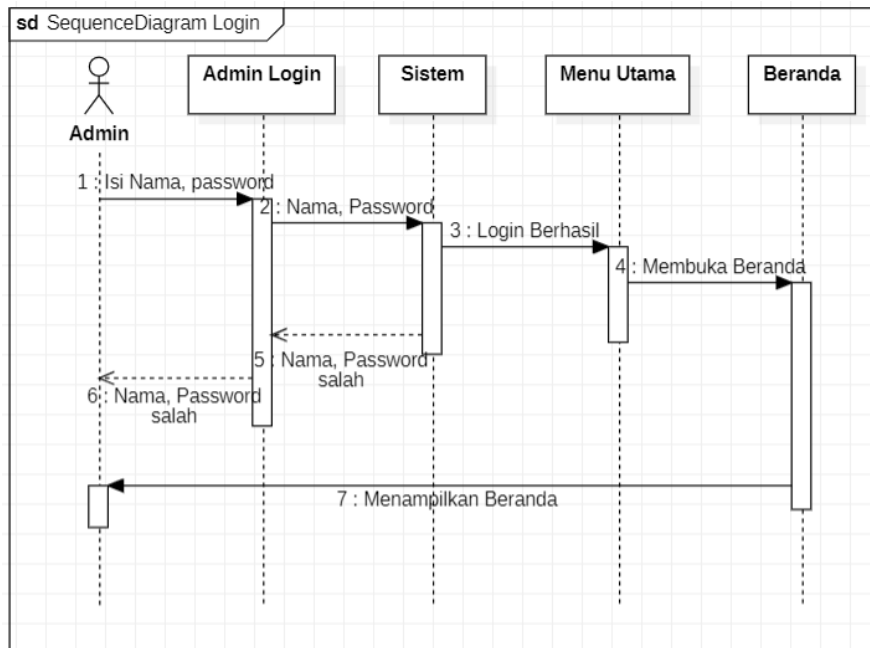 sd SequenceDiagram Login
Admin Login
Sistem
Menu Utama
Beranda
Admin
1 : Isi Nama, password
2 : Nama, Password
3 : Login Berhasil
4 : Membuka Beranda
5 : Nama, Password
salah
6 : Nama, Password
salah
7 : Menampilkan Beranda